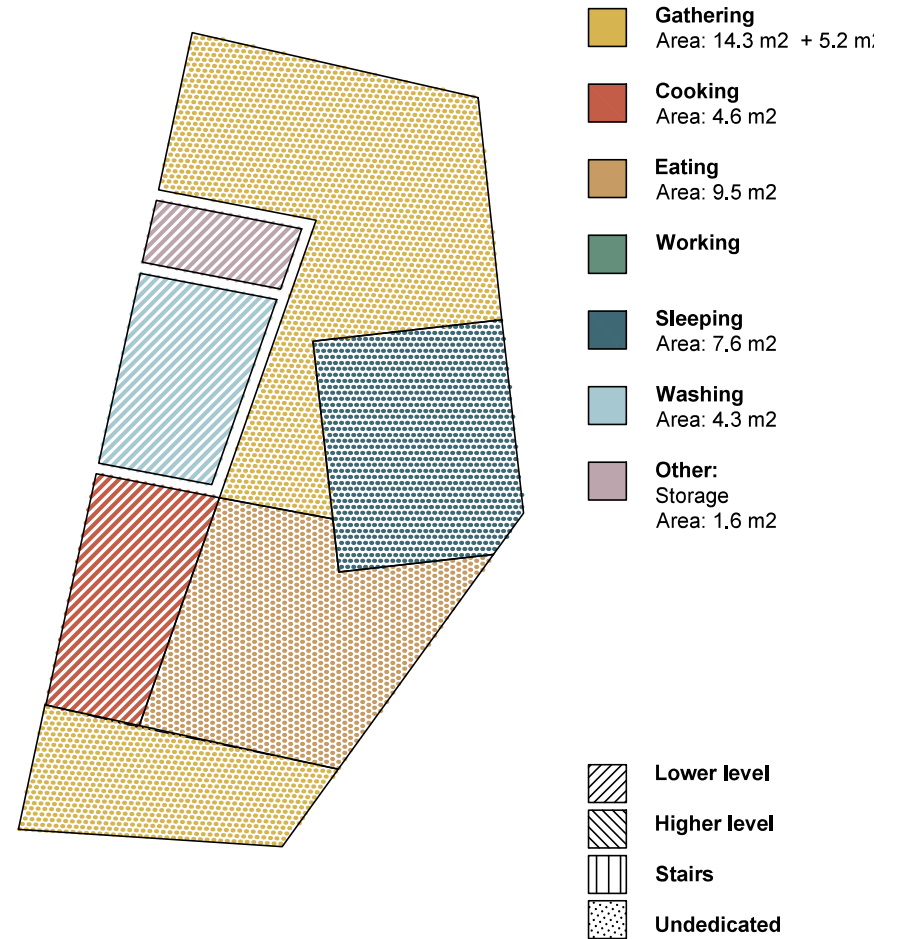 Gathering
Area: 14.3 m2 + 5.2 m
Cooking
Area: 4.6 m2
Eating
Area: 9.5 m2
Working
Sleeping
Area: 7.6 m2
Washing
Area: 4.3 m2
Other:
Storage
Area: 1.6 m2
Lower level
Higher level
Stairs
Undedicated